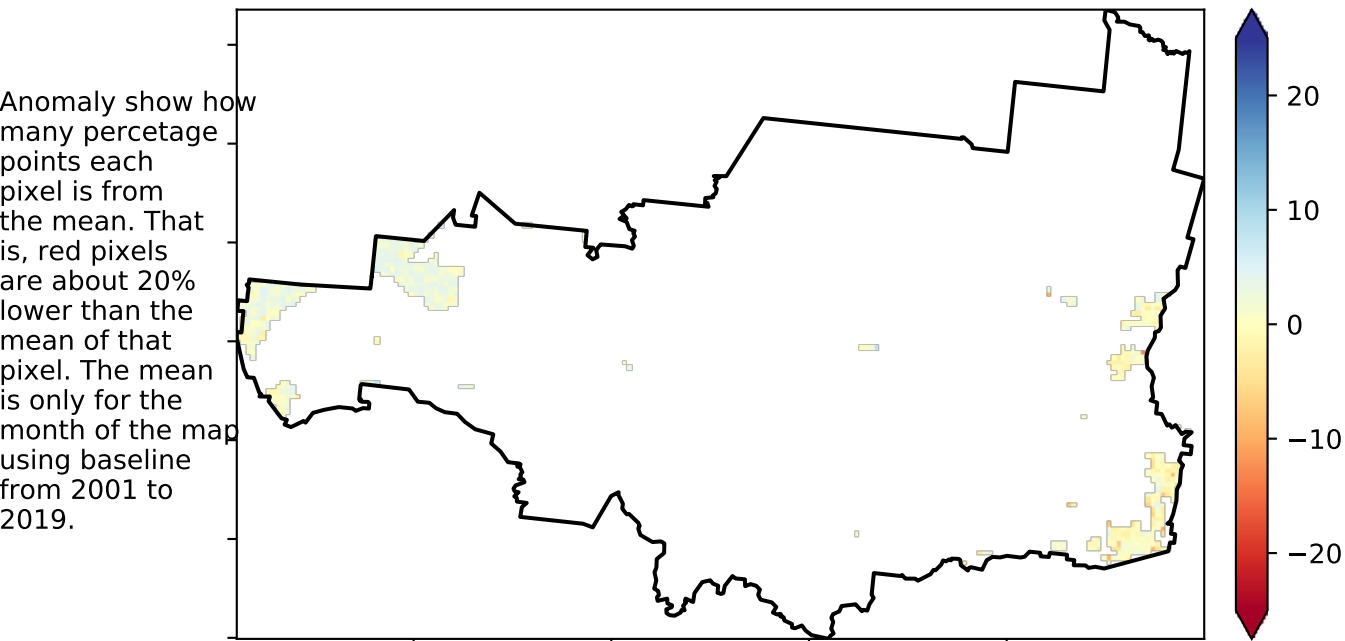 Anomaly show how
many percetage
points each
pixel is from
the mean. That
is, red pixels
are about 20%
lower than the
mean of that
pixel. The mean
is only for the
month of the map
using baseline
from 2001 to
2019.
20
10
0
−10
−20